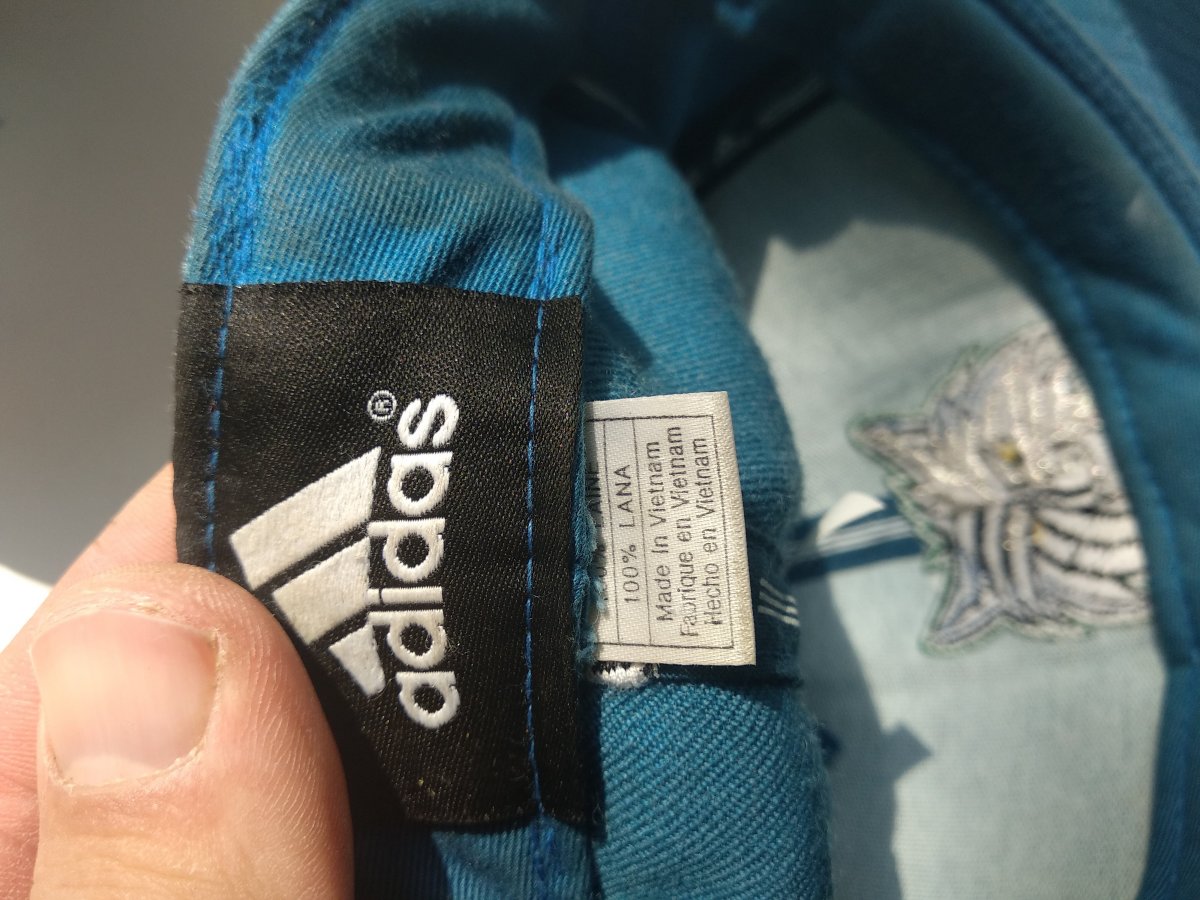 adidas®
100% LANA
Made In Vietnam
Fabrique en Vietnam
Hecho en Vietnam